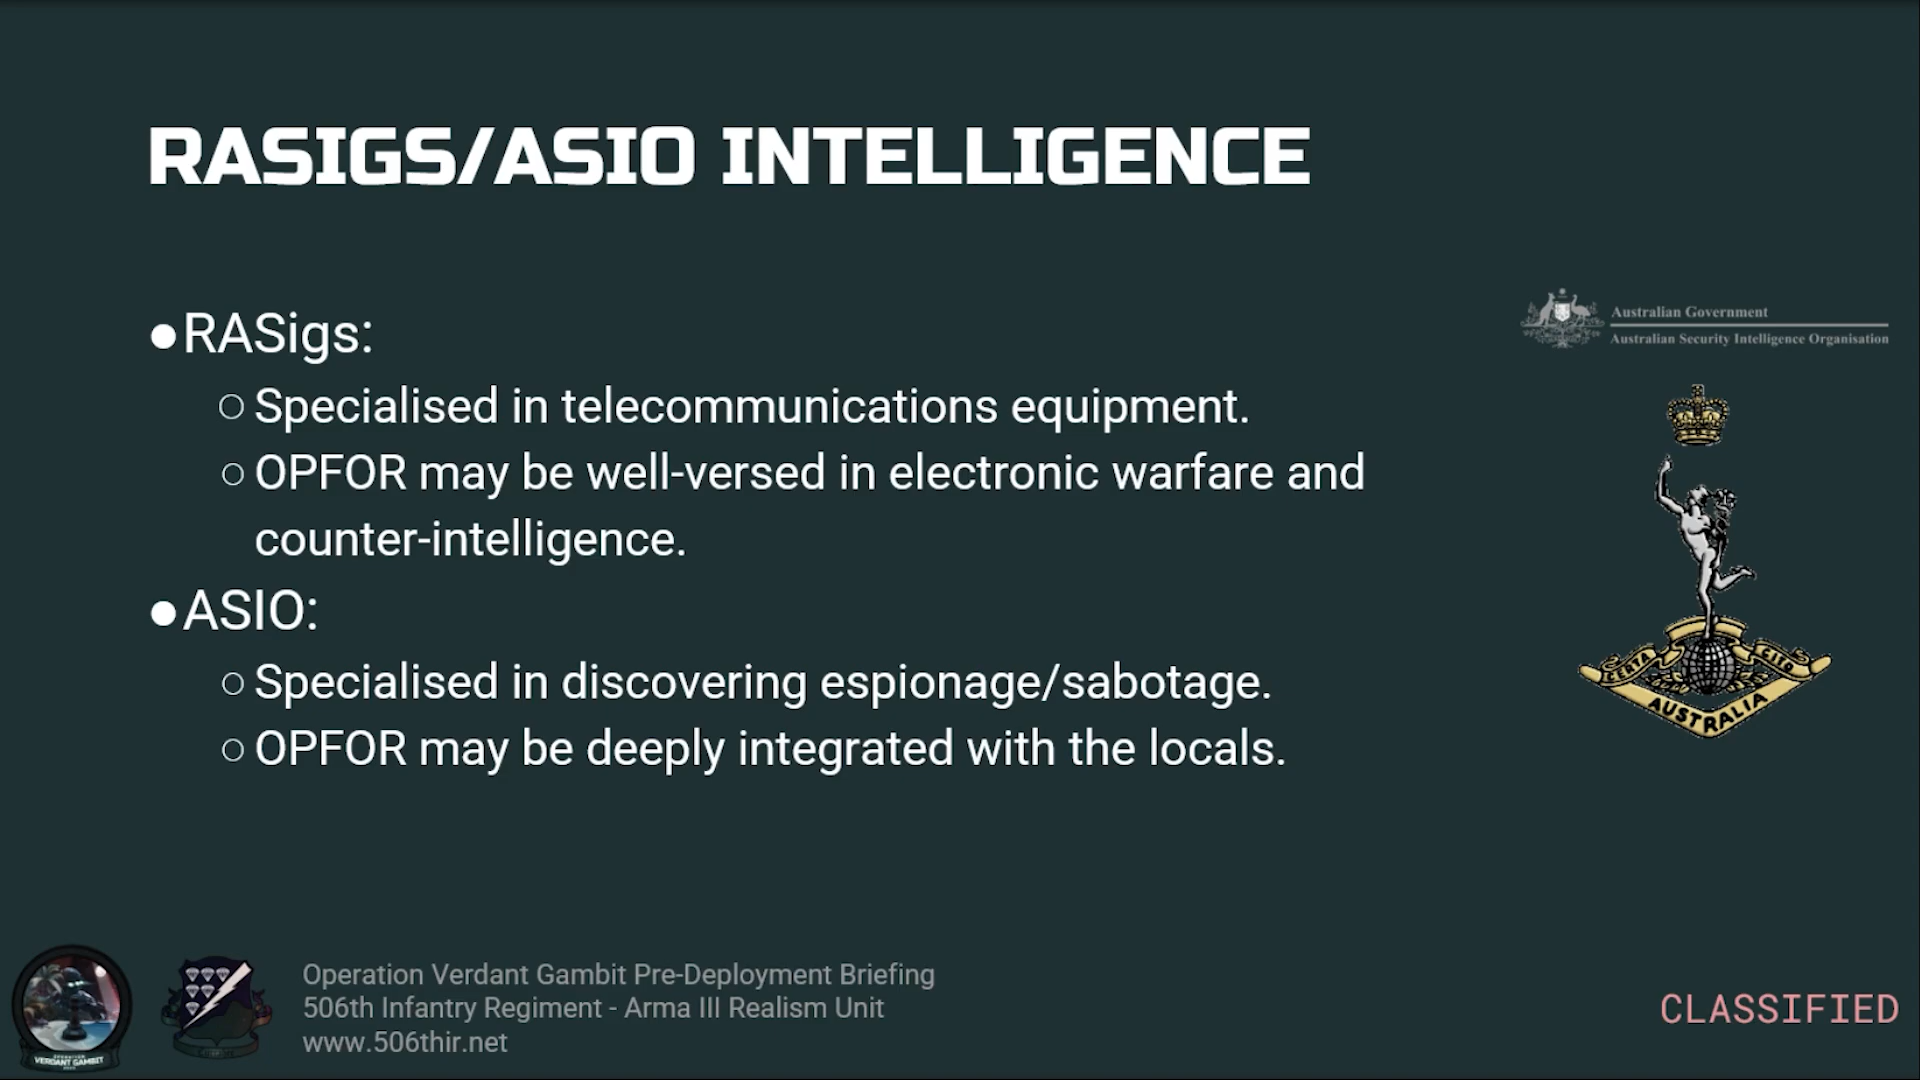 RASIGS/ASIO INTELLIGENCE
●RASigs:
○ Specialised in telecommunications equipment.
○ OPFOR may be well-versed in electronic warfare and
counter-intelligence.
●ASIO:
○ Specialised in discovering espionage/sabotage.
○ OPFOR may be deeply integrated with the locals.
Australian Government
Australian Security Intelligence Organisation
CERTA CITO
AUSTRALIA
VERDANT GAMBIT
Operation Verdant Gambit Pre-Deployment Briefing
506th Infantry Regiment - Arma III Realism Unit
www.506thir.net
CLASSIFIED